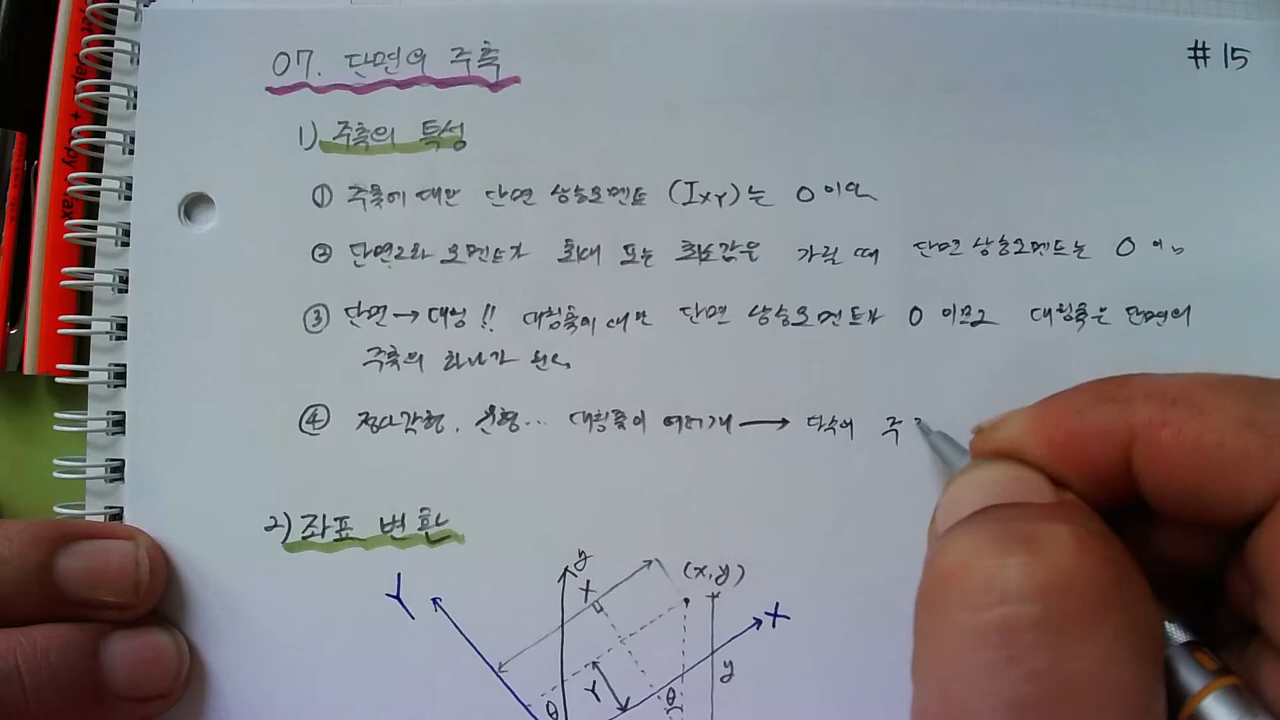 #15
07. 단면의 주축
1) 주축의 특성
① 주축에 대한 단면 상승모멘트 (IXY)는 0이다
② 단면2차 모멘트가 최대 또는 최소값을 가질 때 단면 상승모멘트는 0이다
③ 단면→대칭!! 대칭축에 대한 단면 상승모멘트가 0이므로 대칭축은 단면의
주축의 하나가 된다
④ 정사각형, 원형... 대칭축이 여러개 → 다수의 주
2) 좌표 변환
y
X
(x,y)
Y
X
y
Y
θ
θ